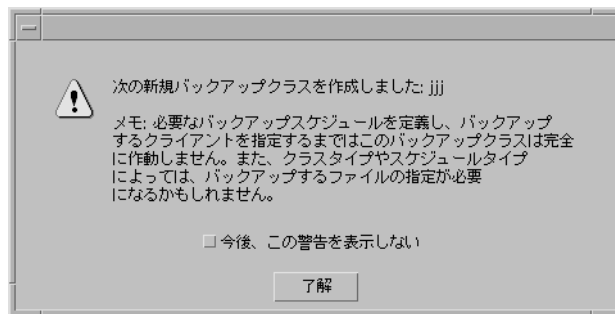 次の新規バックアップクラスを作成しました: jjj
メモ: 必要なバックアップスケジュールを定義し、バックアップ
するクライアントを指定するまではこのバックアップクラスは完全
に作動しません。また、クラスタイプやスケジュールタイプ
によっては、バックアップするファイルの指定が必要
になるかもしれません。
今後、この警告を表示しない
了解